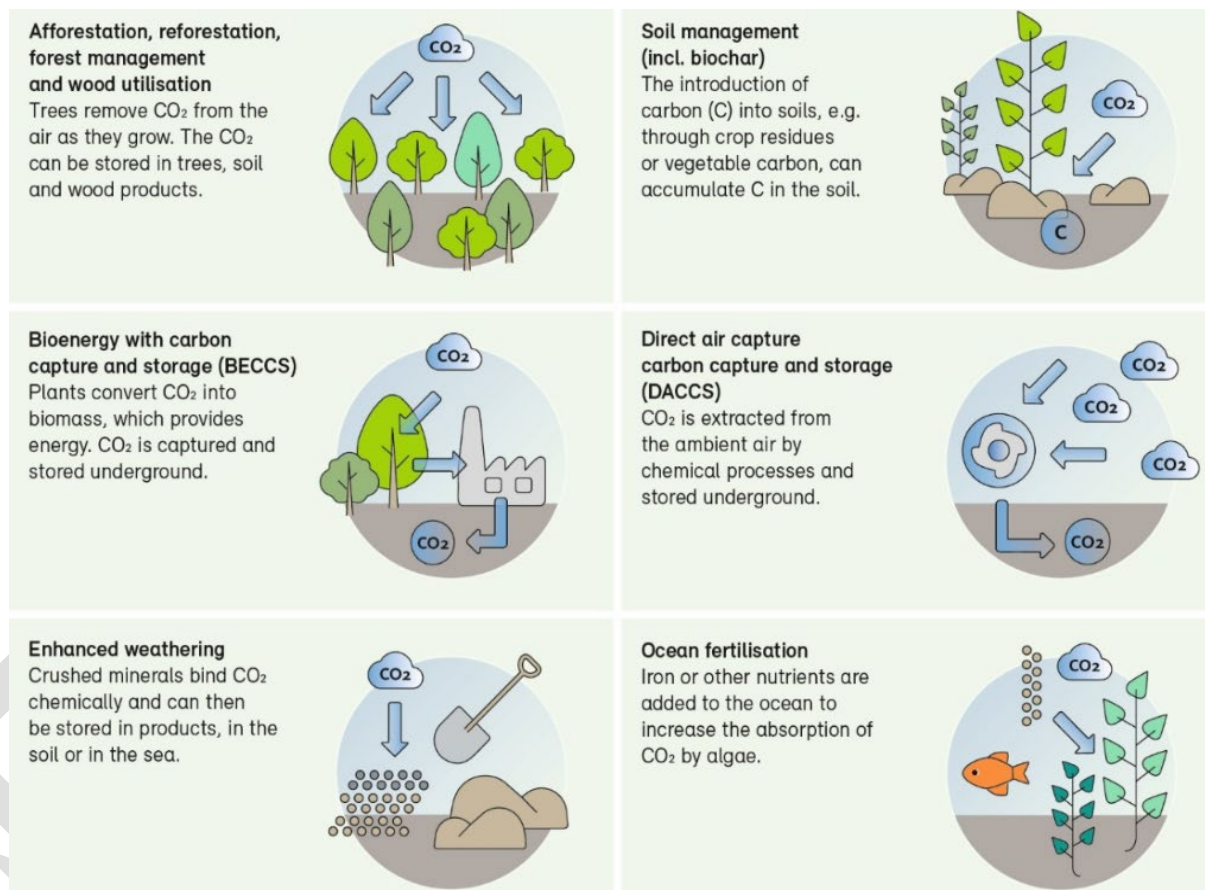 Afforestation, reforestation,
forest management
and wood utilisation
Trees remove CO₂ from the
air as they grow. The CO₂
can be stored in trees, soil
and wood products.
CO₂
Soil management
(incl. biochar)
The introduction of
carbon (C) into soils, e.g.
through crop residues
or vegetable carbon, can
accumulate C in the soil.
CO₂
C
Bioenergy with carbon
capture and storage (BECCS)
Plants convert CO₂ into
biomass, which provides
energy. CO₂ is captured and
stored underground.
CO₂
CO₂
Direct air capture
carbon capture and storage
(DACCS)
CO₂ is extracted from
the ambient air by
chemical processes and
stored underground.
CO₂
CO₂
CO₂
CO₂
Enhanced weathering
Crushed minerals bind CO₂
chemically and can then
be stored in products, in the
soil or in the sea.
CO₂
Ocean fertilisation
Iron or other nutrients are
added to the ocean to
increase the absorption of
CO₂ by algae.
CO₂